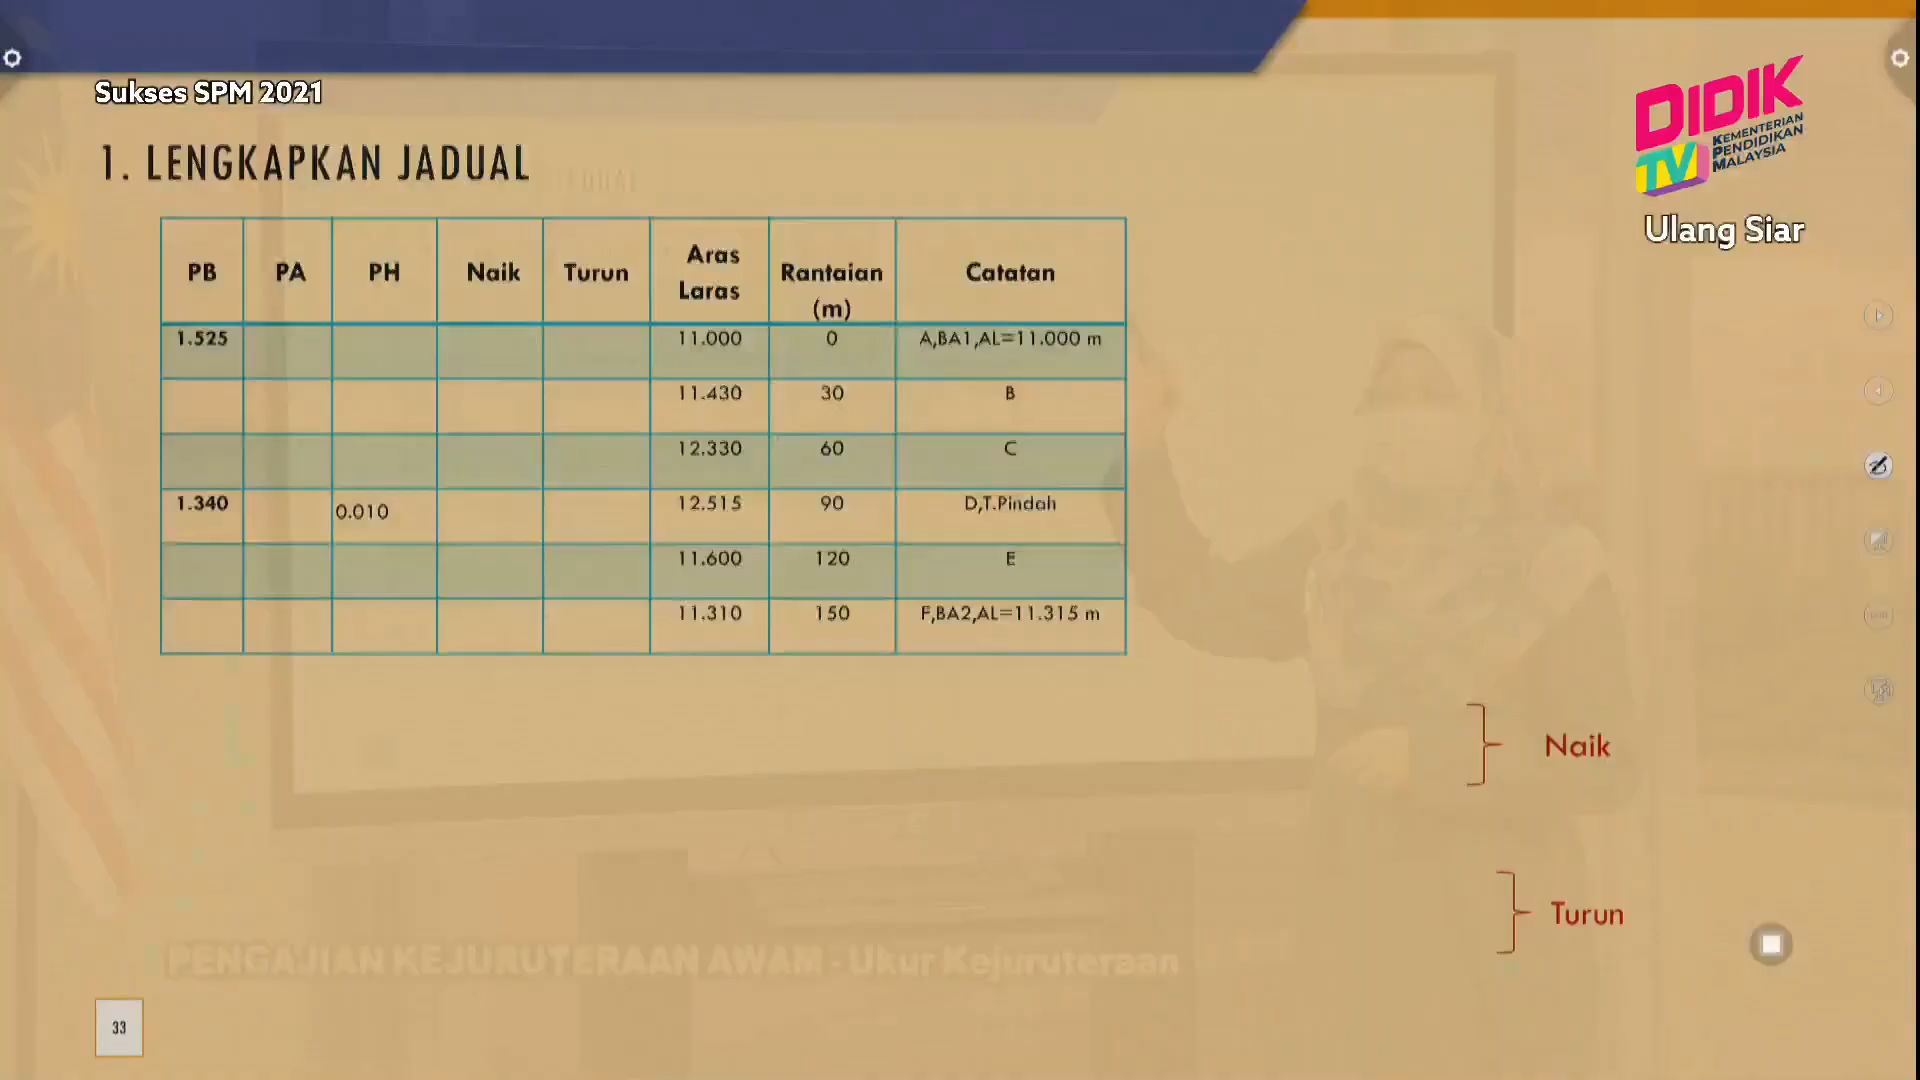 Sukses SPM 2021
DIDIK
TV
KEMENTERIAN
PENDIDIKAN
MALAYSIA
Ulang Siar
1. LENGKAPKAN JADUAL
PB PA PH Naik Turun Aras Laras Rantaian (m) Catatan
1.525 11.000 0 A,BA1,AL=11.000 m
11.430 30 B
12.330 60 C
1.340 0.010 12.515 90 D,T.Pindah
11.600 120 E
11.310 150 F,BA2,AL=11.315 m
Naik
Turun
PENGAJIAN KEJURUTERAAN AWAM - Ukur Kejuruteraan
33